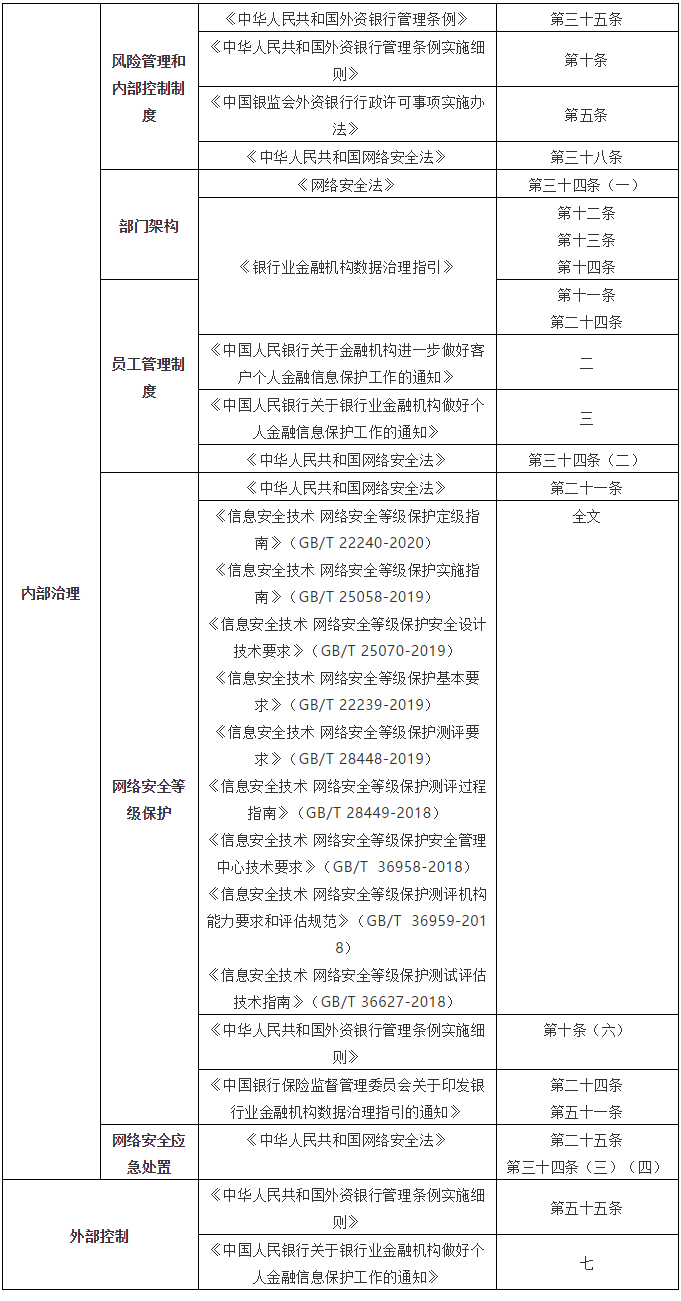 内部治理
风险管理和
内部控制制
度
《中华人民共和国外资银行管理条例》
第三十五条
《中华人民共和国外资银行管理条例实施细
则》
第十条
《中国银监会外资银行行政许可事项实施办
法》
第五条
《中华人民共和国网络安全法》
第三十八条
部门架构
《网络安全法》
第三十四条（一）
《银行业金融机构数据治理指引》
第十二条
第十三条
第十四条
员工管理制
度
第十一条
第二十四条
《中国人民银行关于金融机构进一步做好客
户个人金融信息保护工作的通知》
二
《中国人民银行关于银行业金融机构做好个
人金融信息保护工作的通知》
三
《中华人民共和国网络安全法》
第三十四条（二）
网络安全等
级保护
《中华人民共和国网络安全法》
第二十一条
《信息安全技术 网络安全等级保护定级指
南》（GB/T 22240-2020）
《信息安全技术 网络安全等级保护实施指
南》（GB/T 25058-2019）
《信息安全技术 网络安全等级保护安全设计
技术要求》（GB/T 25070-2019）
《信息安全技术 网络安全等级保护基本要
求》（GB/T 22239-2019）
《信息安全技术 网络安全等级保护测评要
求》（GB/T 28448-2019）
《信息安全技术 网络安全等级保护测评过程
指南》（GB/T 28449-2018）
《信息安全技术 网络安全等级保护安全管理
中心技术要求》（GB/T  36958-2018）
《信息安全技术 网络安全等级保护测评机构
能力要求和评估规范》（GB/T  36959-201
8）
《信息安全技术 网络安全等级保护测试评估
技术指南》（GB/T 36627-2018）
全文
《中华人民共和国外资银行管理条例实施细
则》
第十条（六）
《中国银行保险监督管理委员会关于印发银
行业金融机构数据治理指引的通知》
第二十四条
第五十一条
网络安全应
急处置
《中华人民共和国网络安全法》
第二十五条
第三十四条（三）（四）
外部控制
《中华人民共和国外资银行管理条例实施细
则》
第五十五条
《中国人民银行关于银行业金融机构做好个
人金融信息保护工作的通知》
七